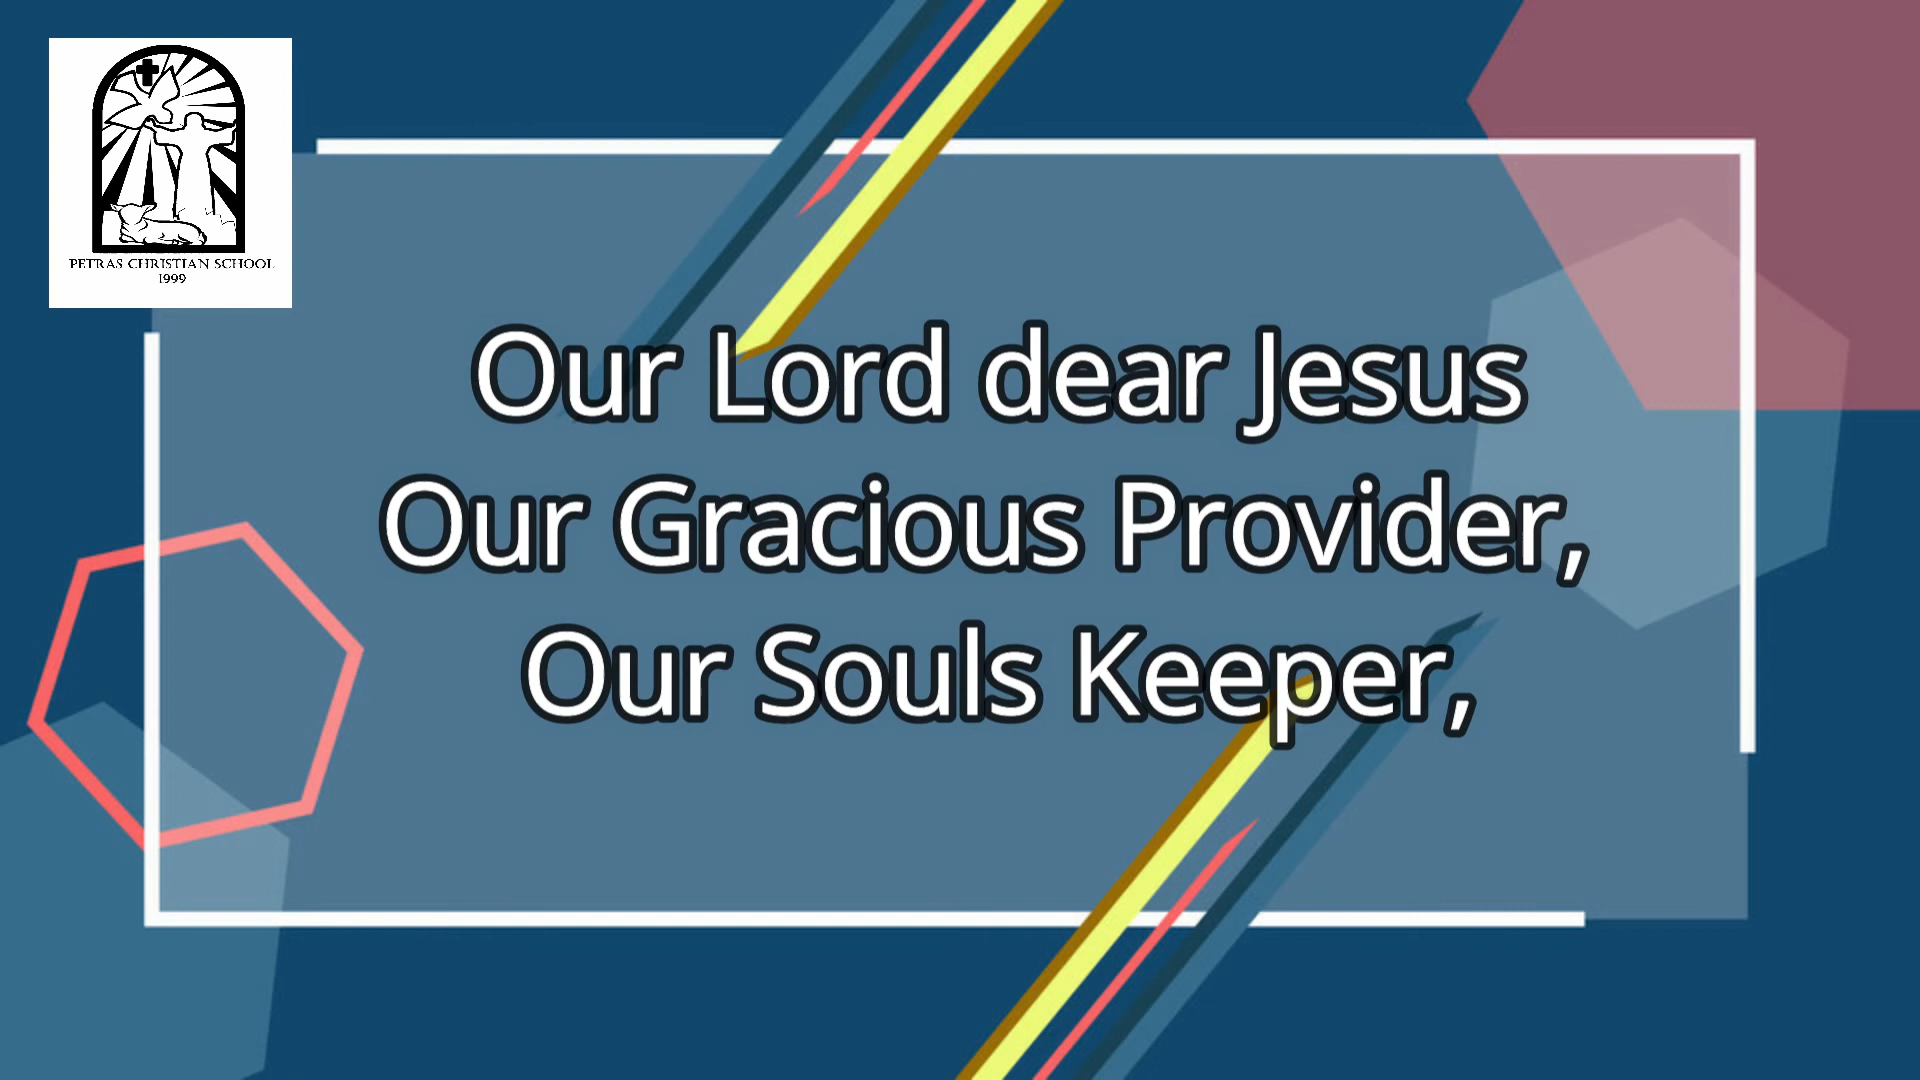 PETRAS CHRISTIAN SCHOOL
1999
Our Lord dear Jesus
Our Gracious Provider,
Our Souls Keeper,